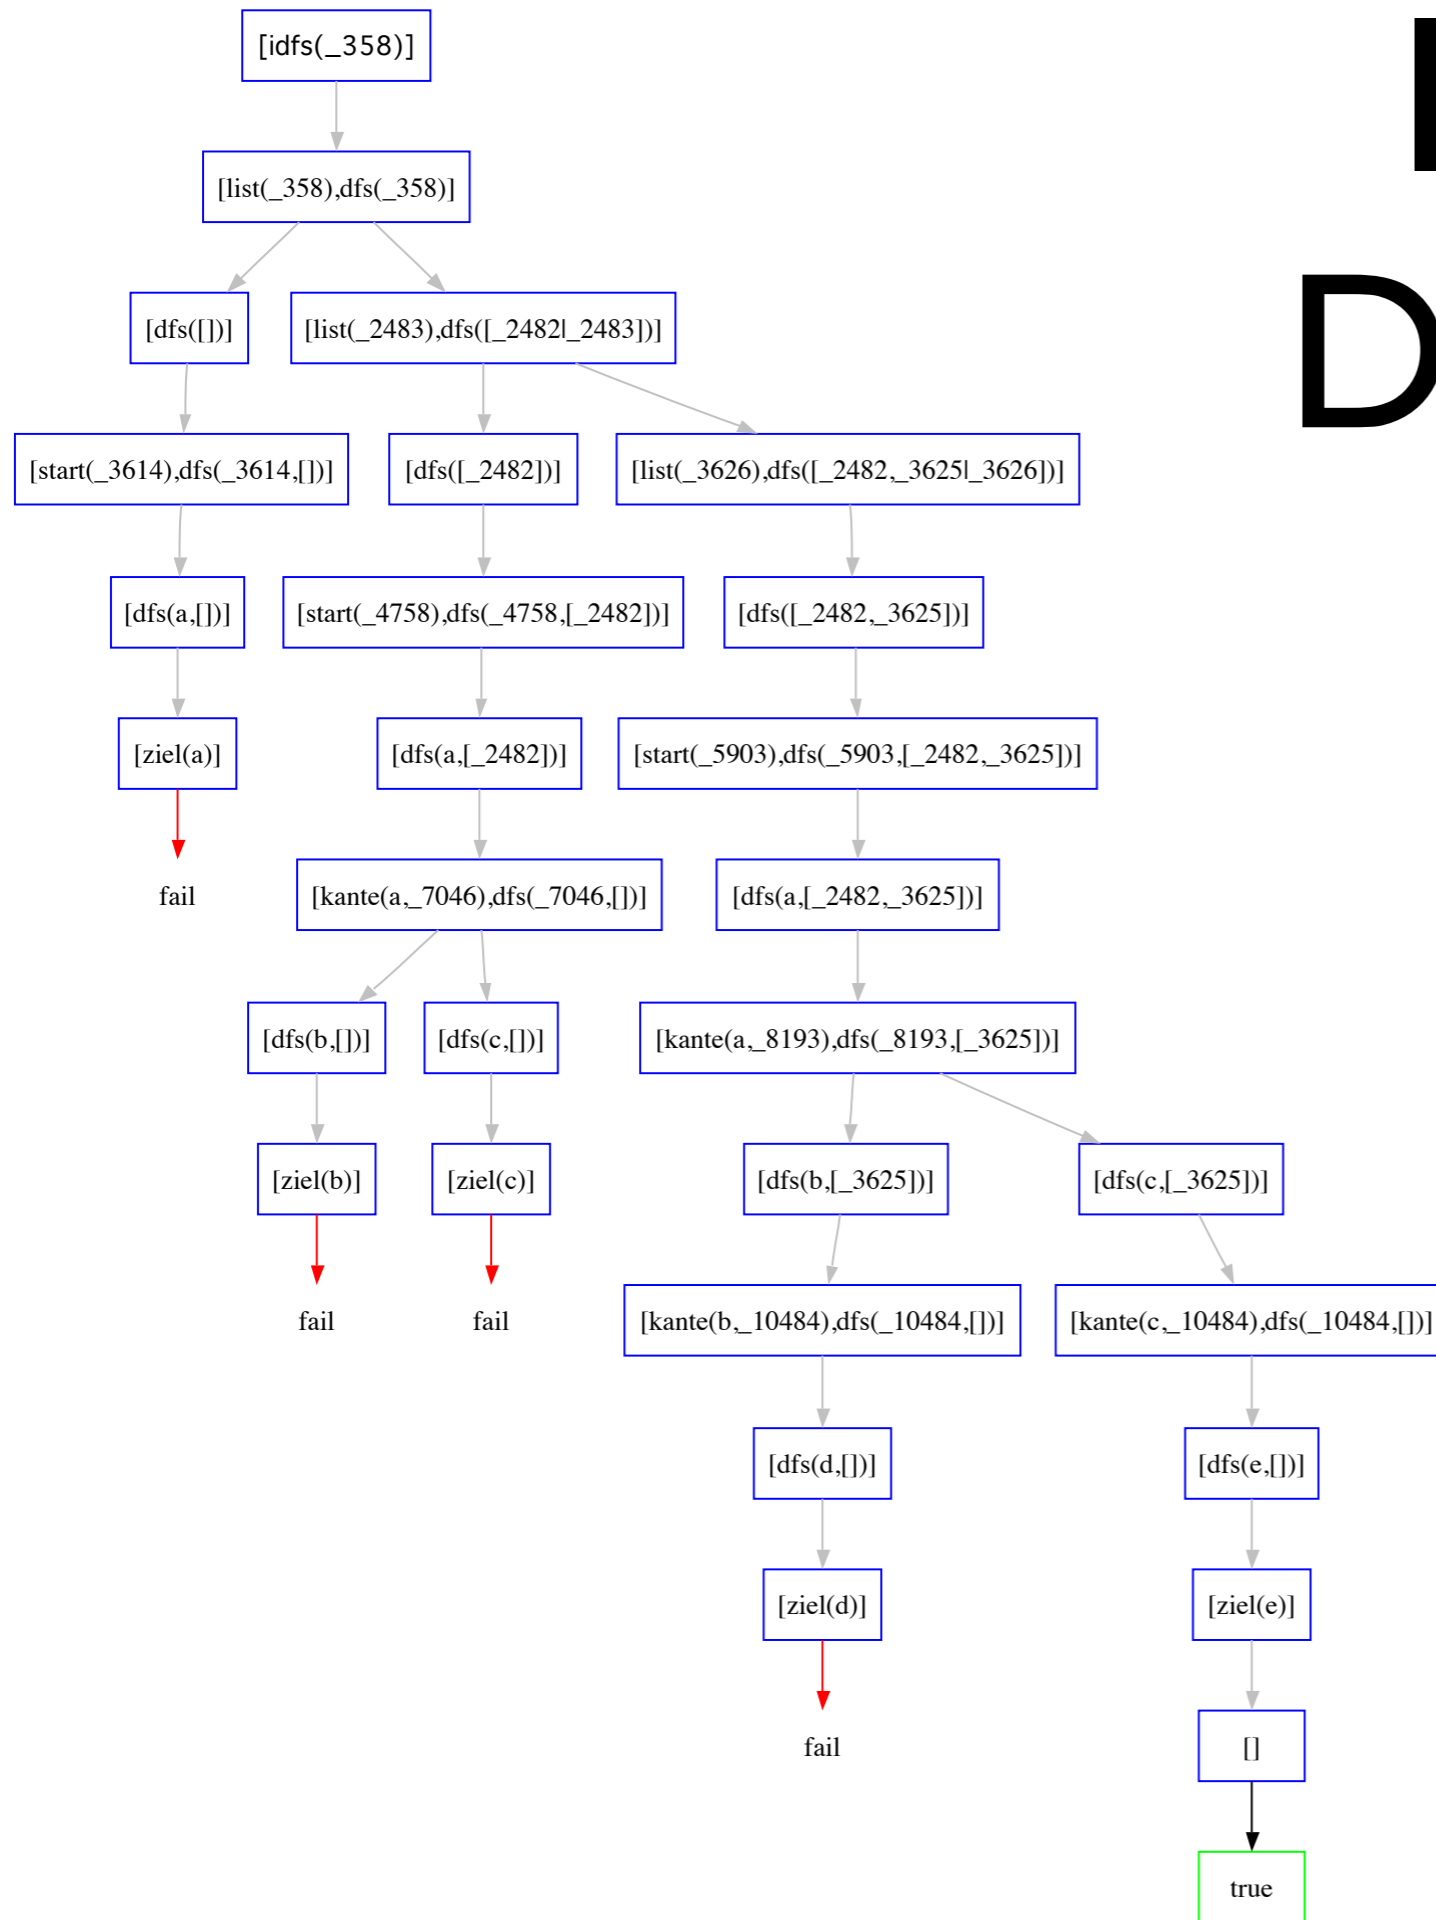 [idfs(_358)]
[list(_358),dfs(_358)]
[dfs([])]
[list(_2483),dfs([_2482|_2483])]
[start(_3614),dfs(_3614,[])]
[dfs([_2482])]
[list(_3626),dfs([_2482,_3625|_3626])]
[dfs(a,[])]
[start(_4758),dfs(_4758,[_2482])]
[dfs([_2482,_3625])]
[ziel(a)]
[dfs(a,[_2482])]
[start(_5903),dfs(_5903,[_2482,_3625])]
fail
[kante(a,_7046),dfs(_7046,[])]
[dfs(a,[_2482,_3625])]
[dfs(b,[])]
[dfs(c,[])]
[kante(a,_8193),dfs(_8193,[_3625])]
[ziel(b)]
[ziel(c)]
[dfs(b,[_3625])]
[dfs(c,[_3625])]
fail
fail
[kante(b,_10484),dfs(_10484,[])]
[kante(c,_10484),dfs(_10484,[])]
[dfs(d,[])]
[dfs(e,[])]
[ziel(d)]
[ziel(e)]
fail
[]
true